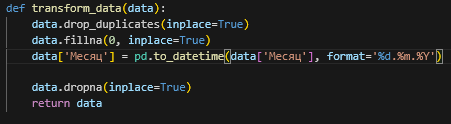 def transform_data(data):
data.drop_duplicates(inplace=True)
data.fillna(0, inplace=True)
data['Месяц'] = pd.to_datetime(data['Месяц'], format='%d.%m.%Y')
data.dropna(inplace=True)
return data